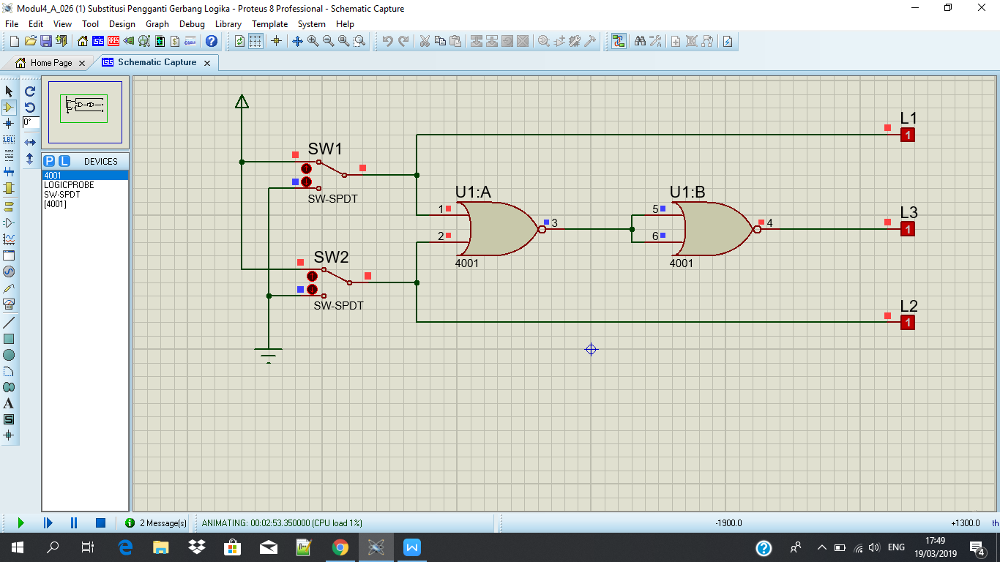 Modul4_A_026 (1) Substitusi Pengganti Gerbang Logika - Proteus 8 Professional - Schematic Capture
File Edit View Tool Design Graph Debug Library Template System Help
Home Page
Schematic Capture
0°
LBL
P L DEVICES
4001
LOGICPROBE
SW-SPDT
[4001]
A
S
L1
1
SW1
SW-SPDT
U1:A
1
2
3
4001
U1:B
5
6
4
4001
L3
1
SW2
SW-SPDT
L2
1
2 Message(s)
ANIMATING: 00:02:53.350000 (CPU load 1%)
-1900.0
+1300.0
th
ENG
17:49
19/03/2019
4